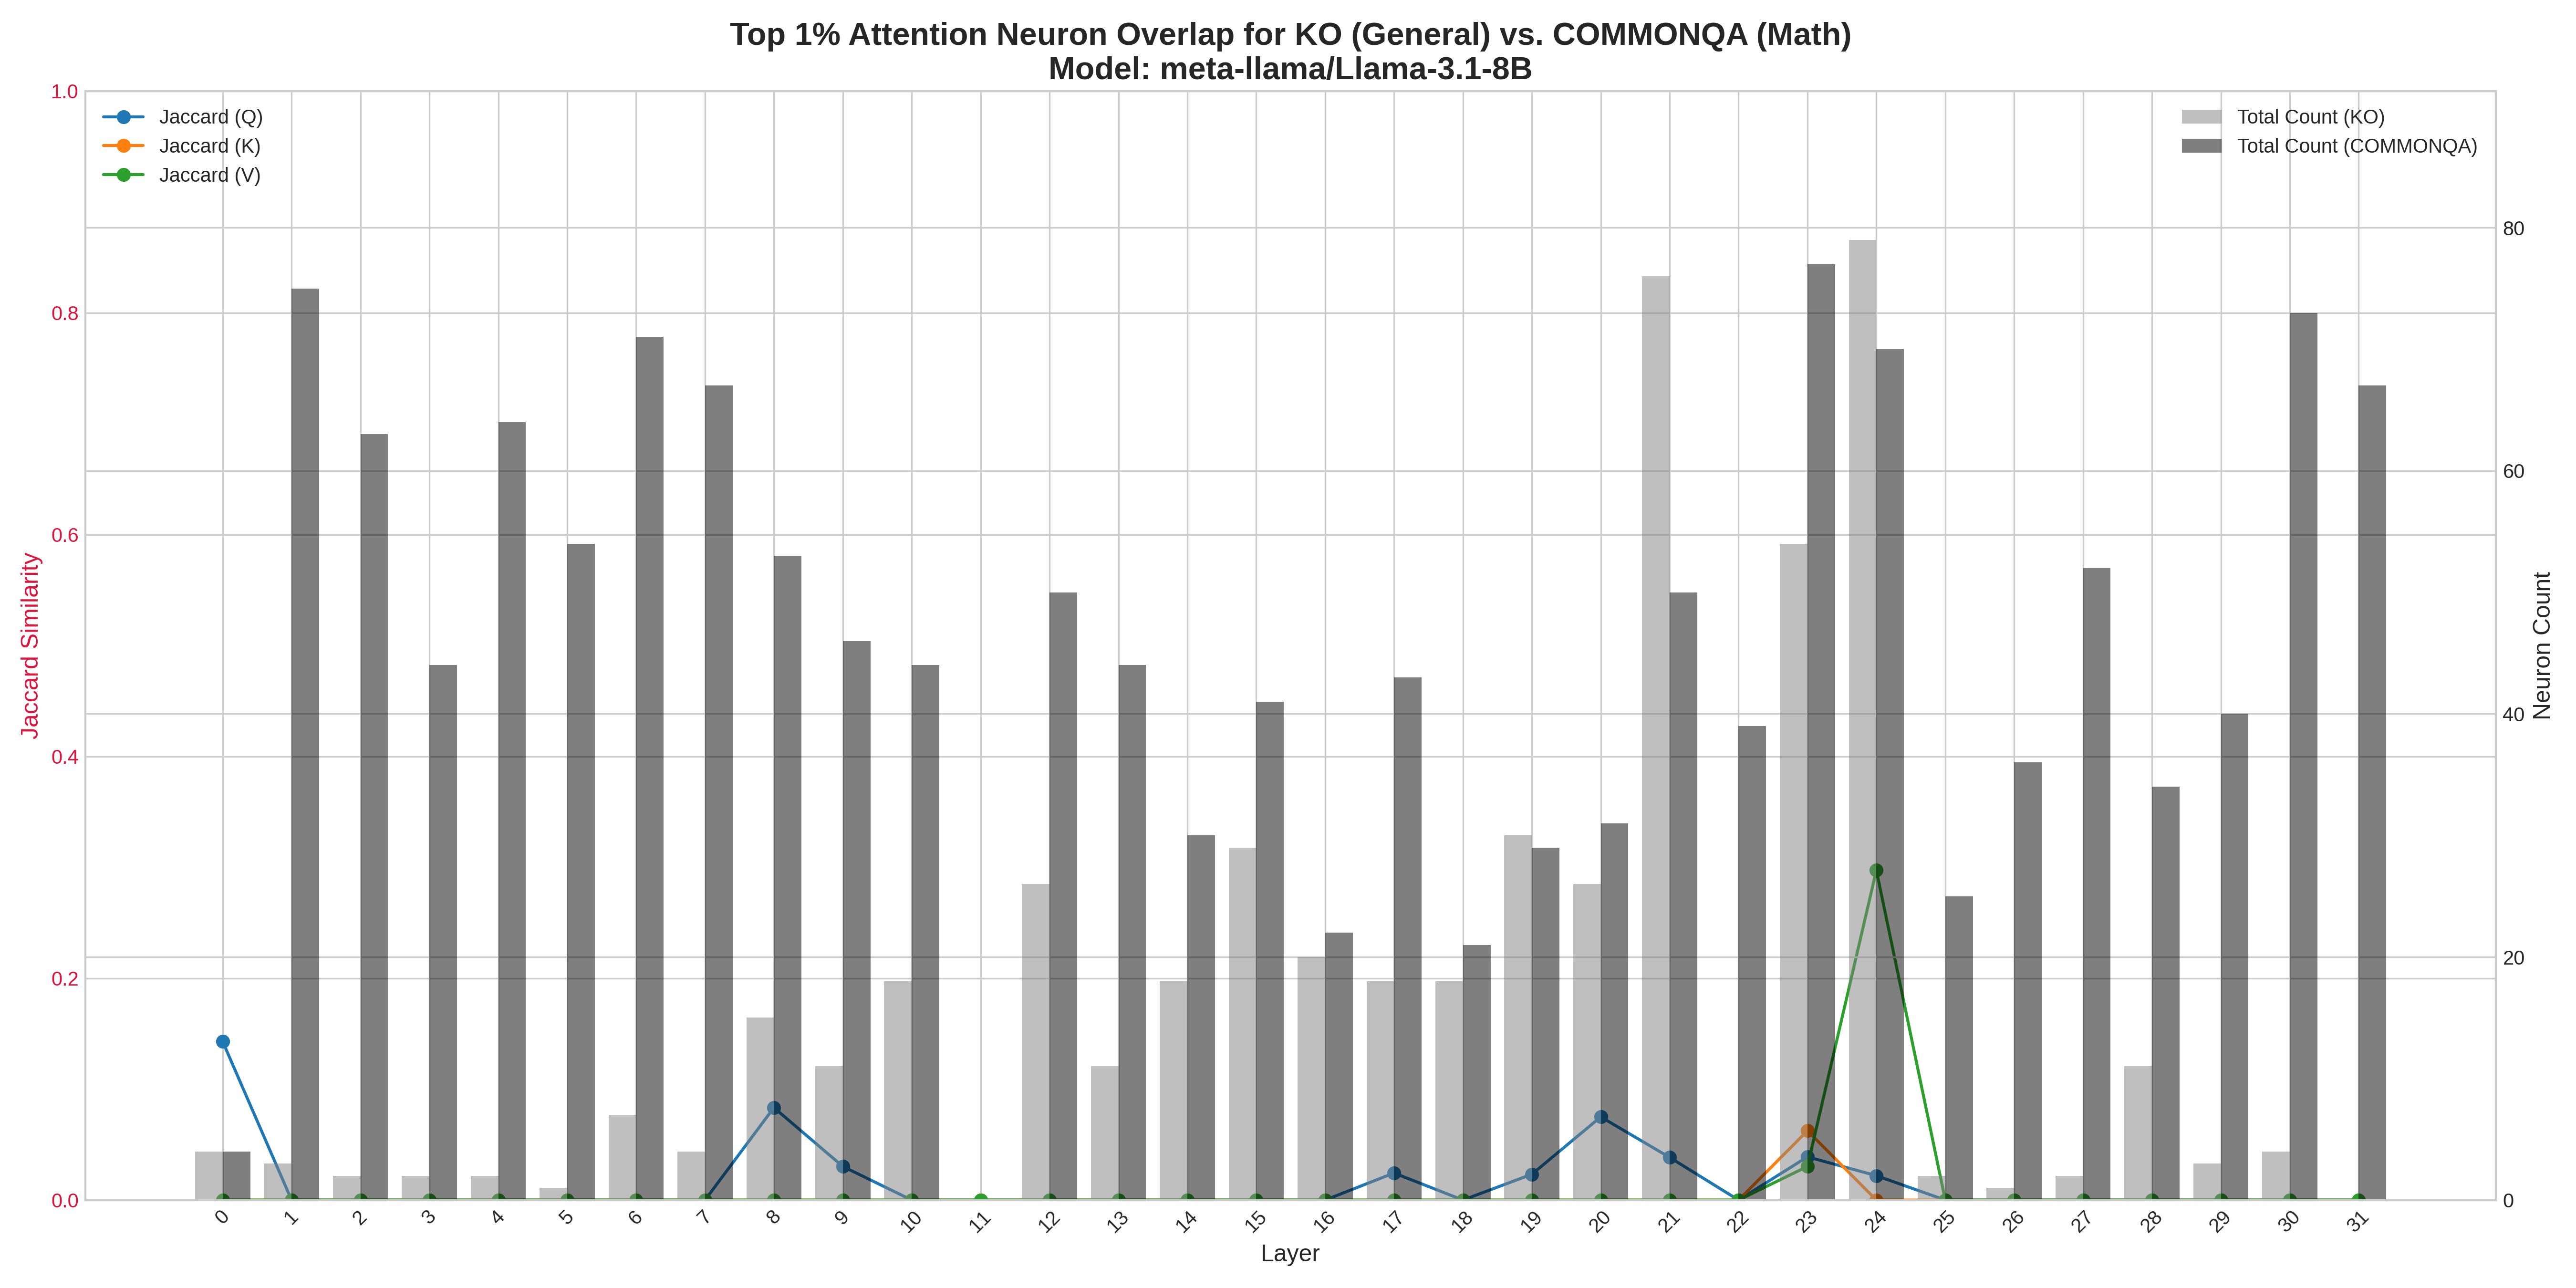 Top 1% Attention Neuron Overlap for KO (General) vs. COMMONQA (Math)
Model: meta-llama/Llama-3.1-8B
Jaccard (Q)
Jaccard (K)
Jaccard (V)
Total Count (KO)
Total Count (COMMONQA)
Jaccard Similarity
1.0
0.8
0.6
0.4
0.2
0.0
Neuron Count
80
60
40
20
0
0 1 2 3 4 5 6 7 8 9 10 11 12 13 14 15 16 17 18 19 20 21 22 23 24 25 26 27 28 29 30 31
Layer